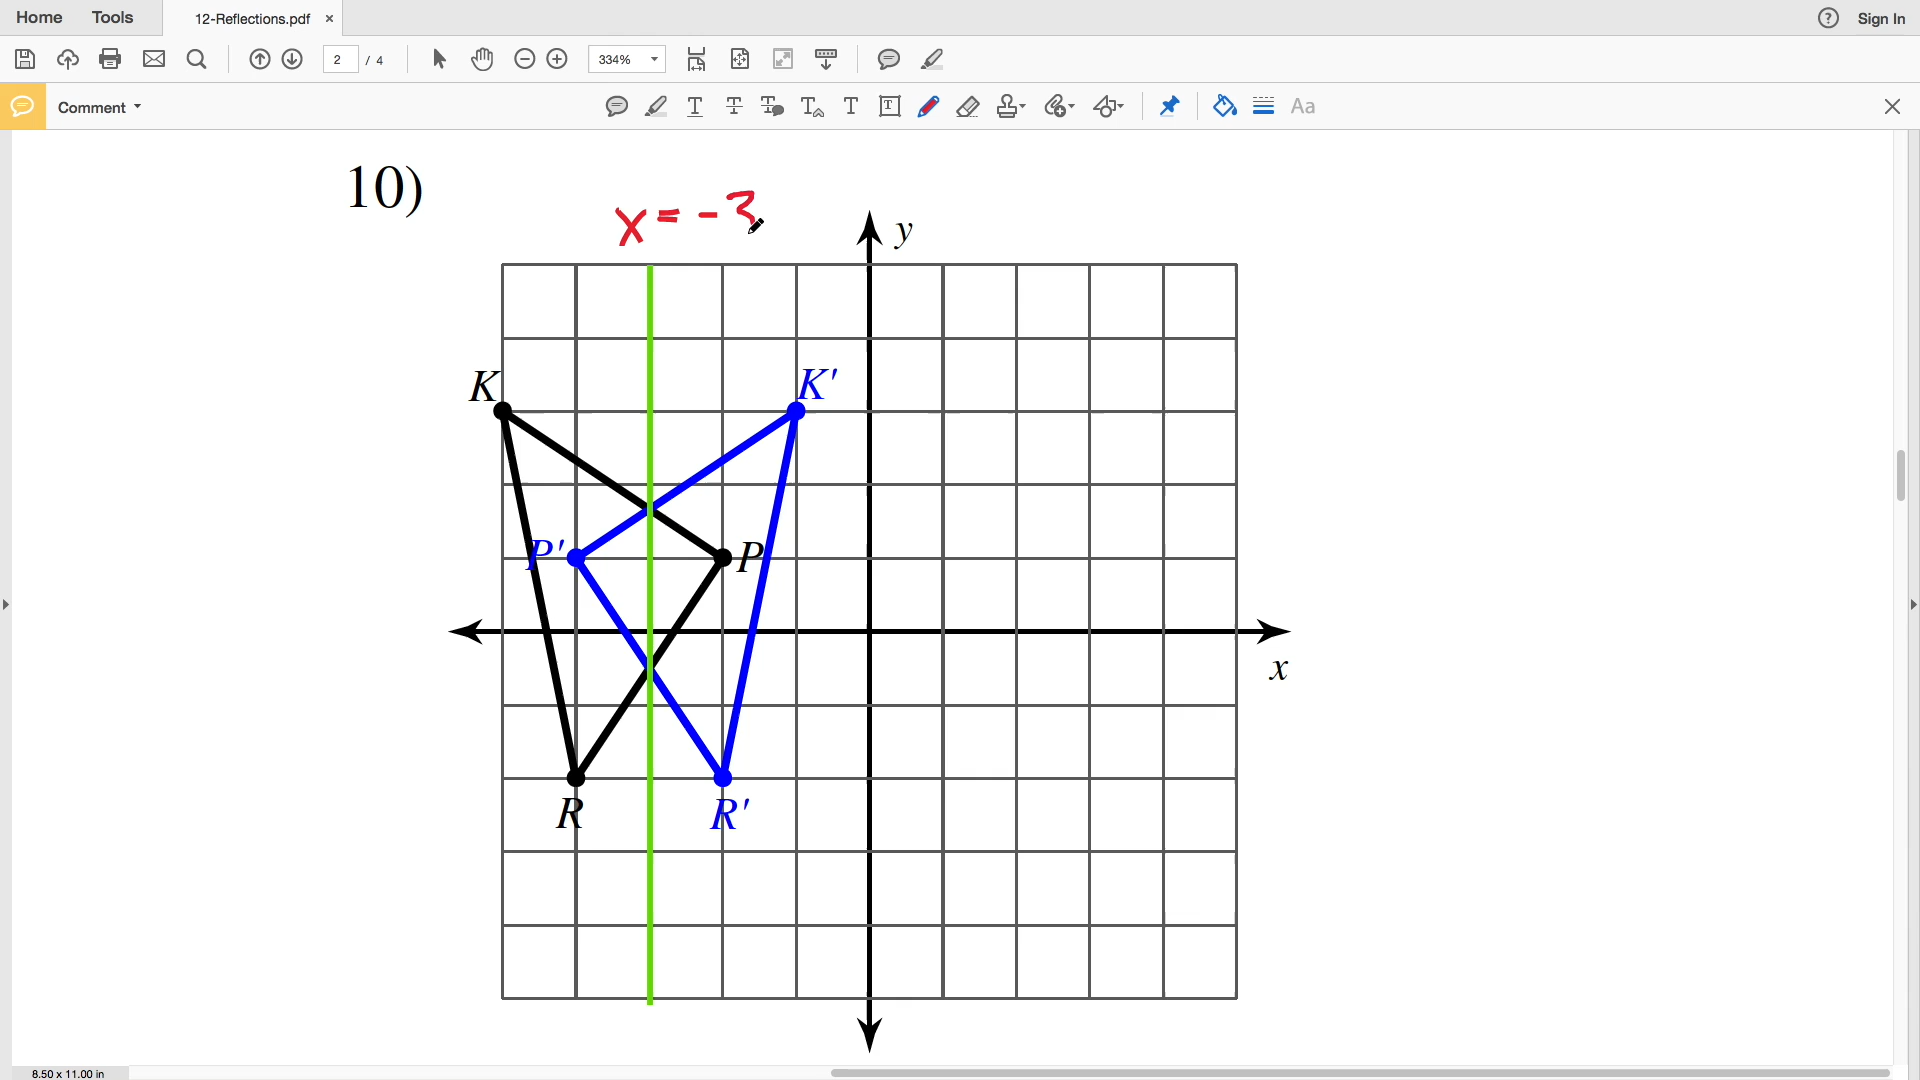 Home Tools 12-Reflections.pdf × Sign In
2 / 4 334%
Comment Aa
10)
x = -3
y
K K'
P' P
x
R R'
8.50 x 11.00 in